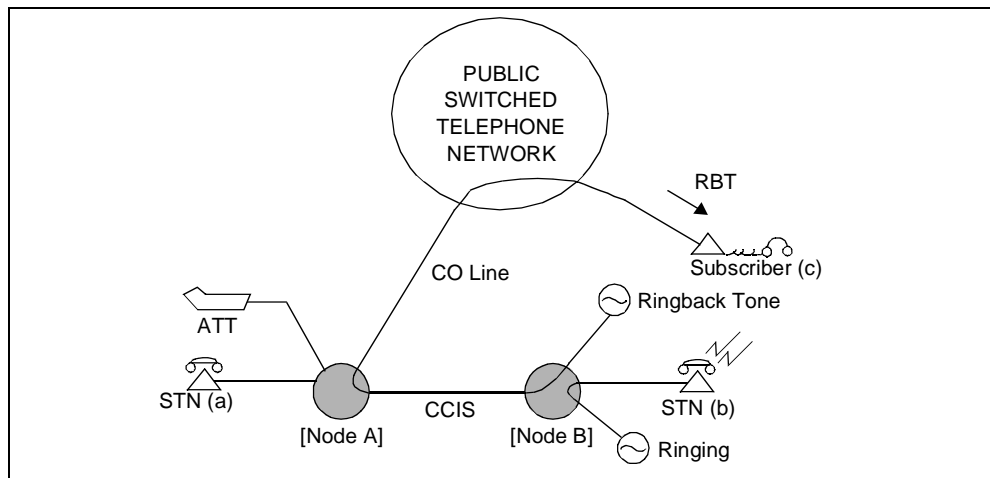 PUBLIC
SWITCHED
TELEPHONE
NETWORK
RBT
Subscriber (c)
CO Line
Ringback Tone
ATT
STN (a)
CCIS
STN (b)
[Node A]
[Node B]
Ringing